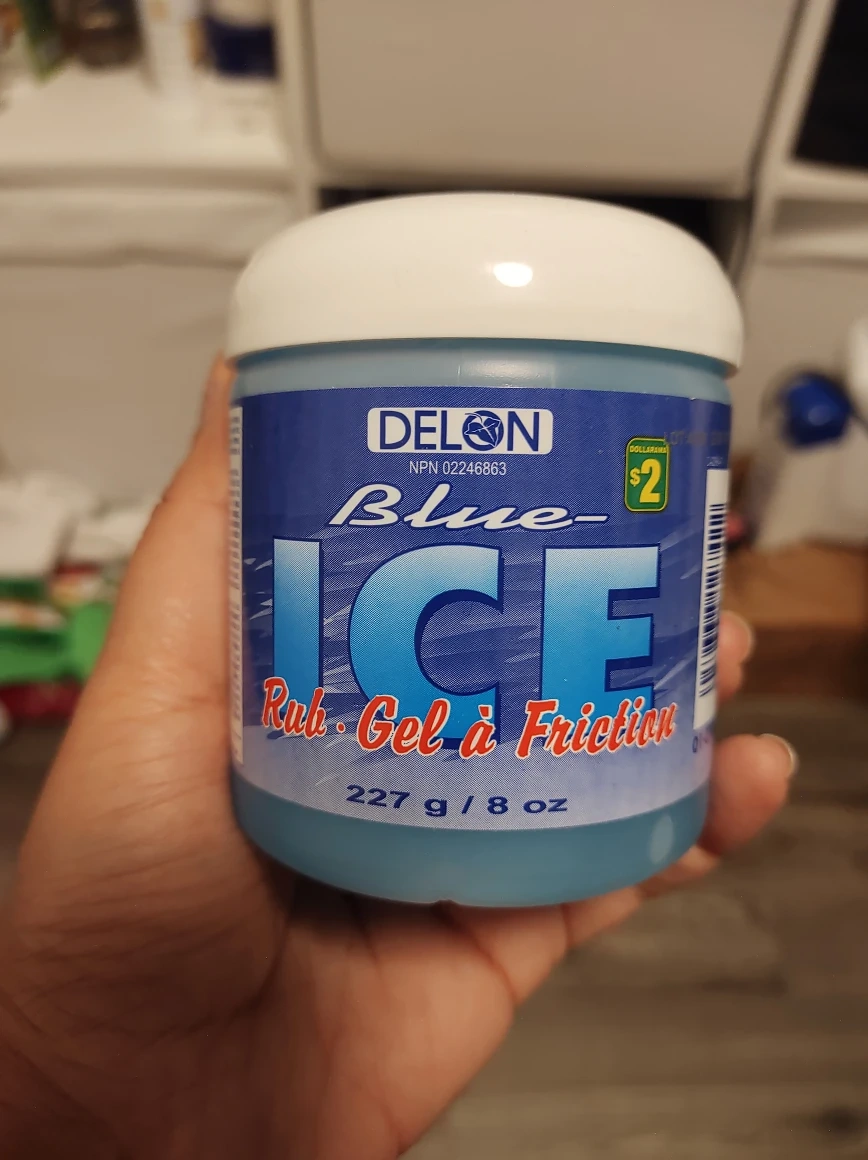 DELON
NPN 02246863
DOLLARAMA
$2
Blue-
ICE
Rub · Gel à Friction
227 g / 8 oz